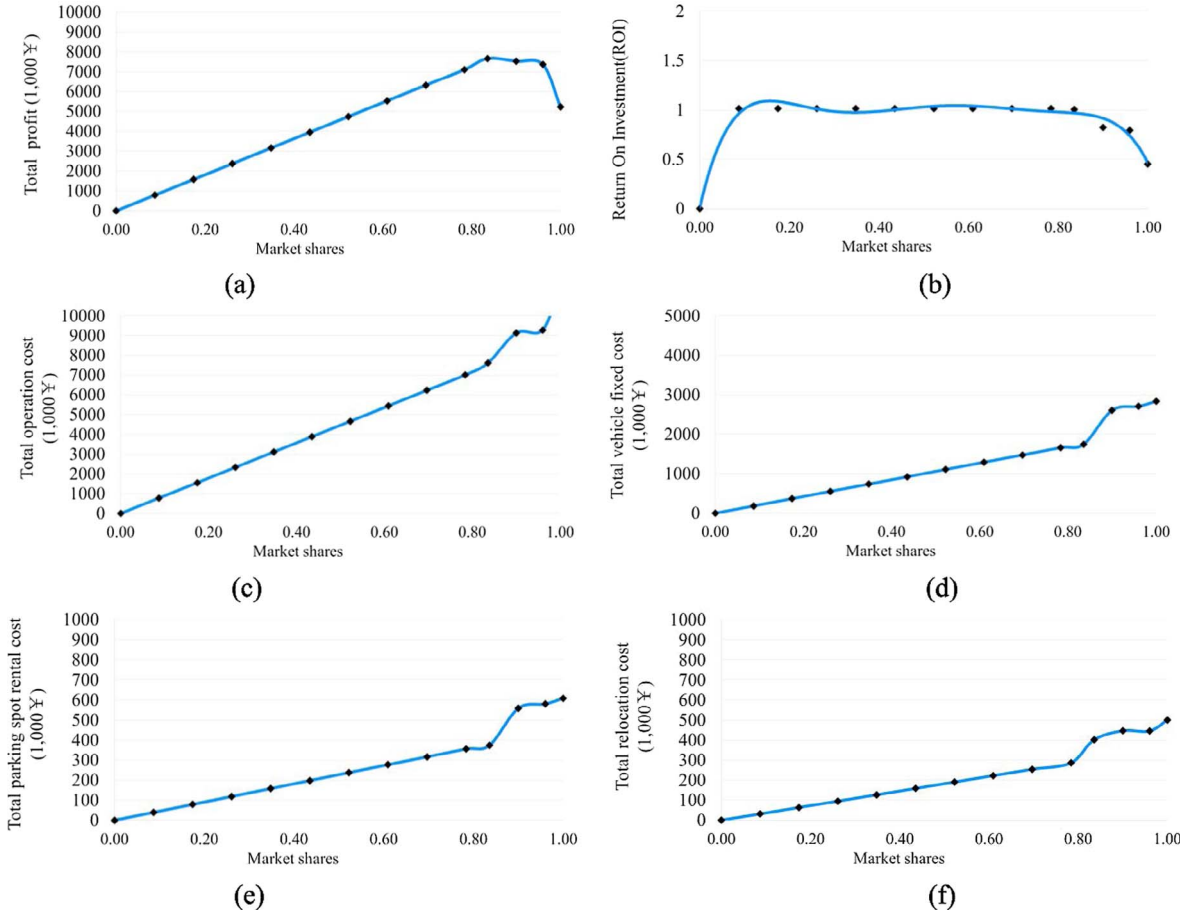 Total profit (1,000¥)
10000
9000
8000
7000
6000
5000
4000
3000
2000
1000
0
0.00 0.20 0.40 0.60 0.80 1.00
Market shares
(a)
Return On Investment(ROI)
2
1.5
1
0.5
0
0.00 0.20 0.40 0.60 0.80 1.00
Market shares
(b)
Total operation cost
(1,000¥)
10000
9000
8000
7000
6000
5000
4000
3000
2000
1000
0
0.00 0.20 0.40 0.60 0.80 1.00
Market shares
(c)
Total vehicle fixed cost
(1,000¥)
5000
4000
3000
2000
1000
0
0.00 0.20 0.40 0.60 0.80 1.00
Market shares
(d)
Total parking spot rental cost
(1,000¥)
1000
900
800
700
600
500
400
300
200
100
0
0.00 0.20 0.40 0.60 0.80 1.00
Market shares
(e)
Total relocation cost
(1,000¥)
1000
900
800
700
600
500
400
300
200
100
0
0.00 0.20 0.40 0.60 0.80 1.00
Market shares
(f)